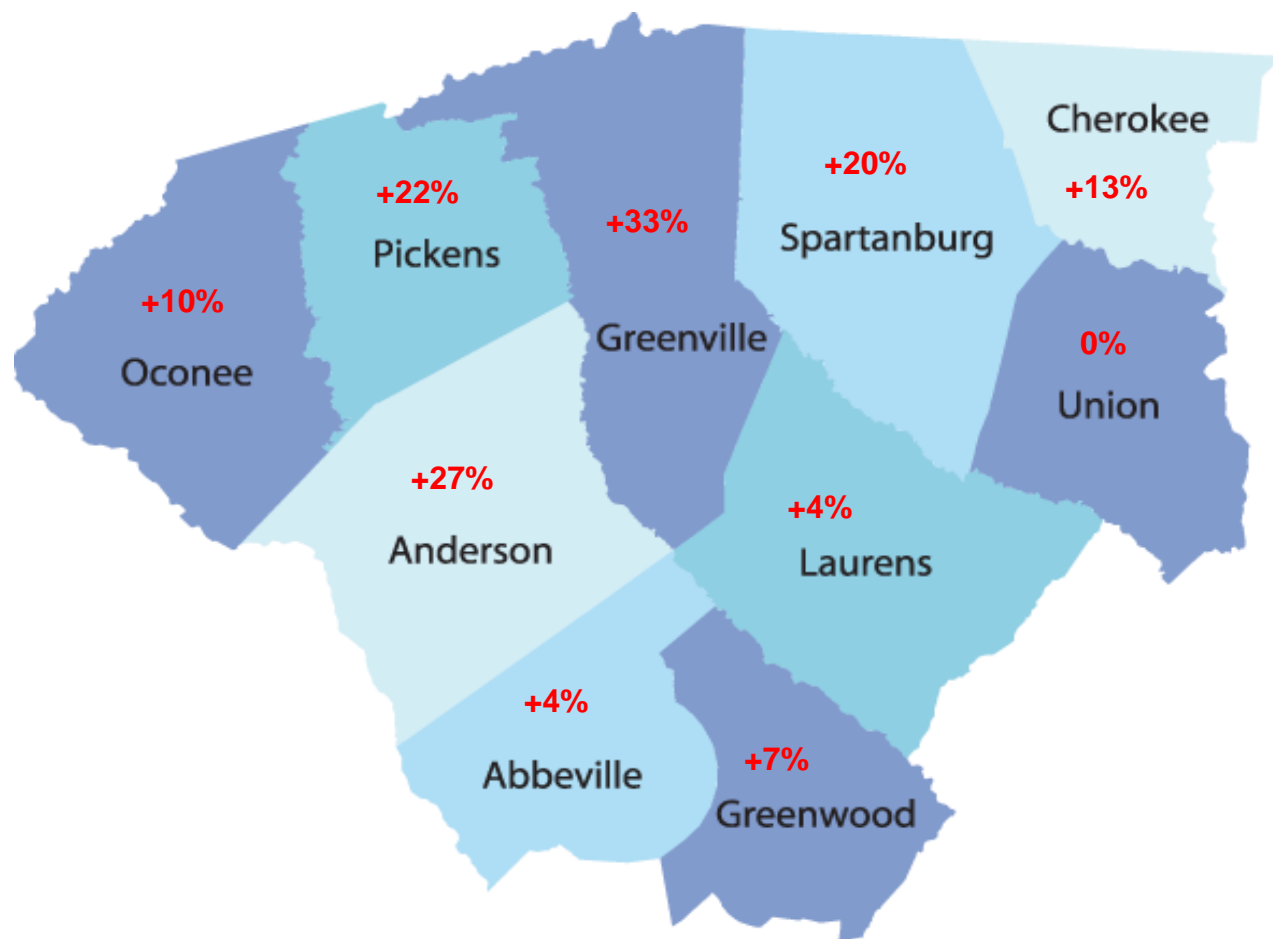 Cherokee
+13%
+20%
Spartanburg
+22%
Pickens
+33%
Greenville
+10%
Oconee
0%
Union
+27%
Anderson
+4%
Laurens
+4%
Abbeville
+7%
Greenwood